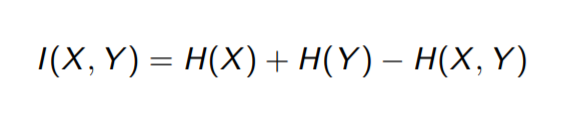 I(X, Y) = H(X) + H(Y) − H(X, Y)